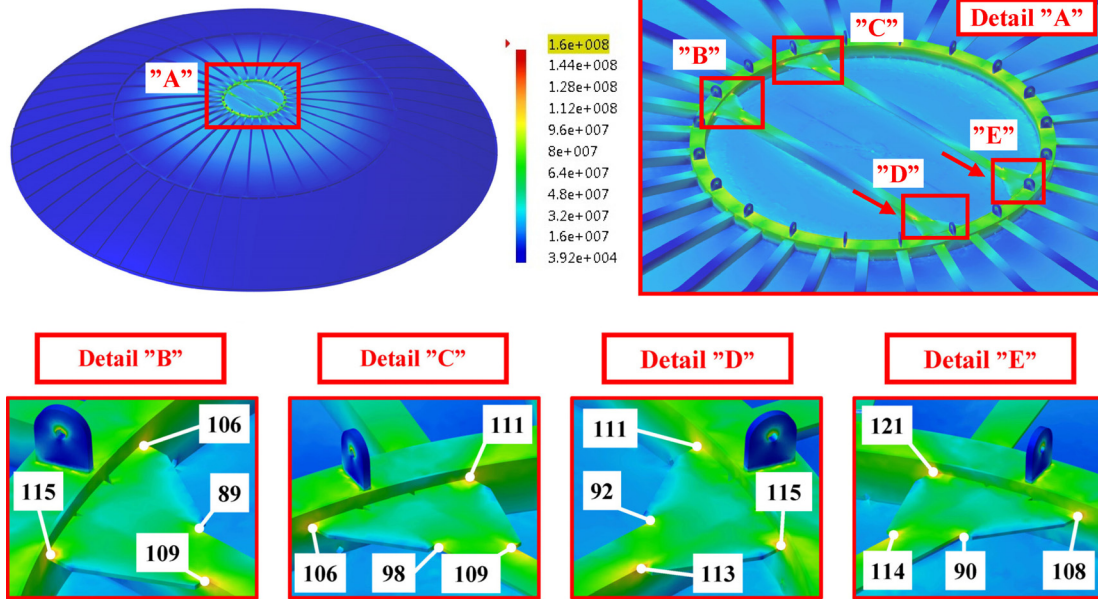 ”A”
1.6e+008
1.44e+008
1.28e+008
1.12e+008
9.6e+007
8e+007
6.4e+007
4.8e+007
3.2e+007
1.6e+007
3.92e+004
Detail ”A”
”C”
”B”
”E”
”D”
Detail ”B”
Detail ”C”
Detail ”D”
Detail ”E”
106
115
89
109
111
106
98
109
111
92
115
113
121
114
90
108